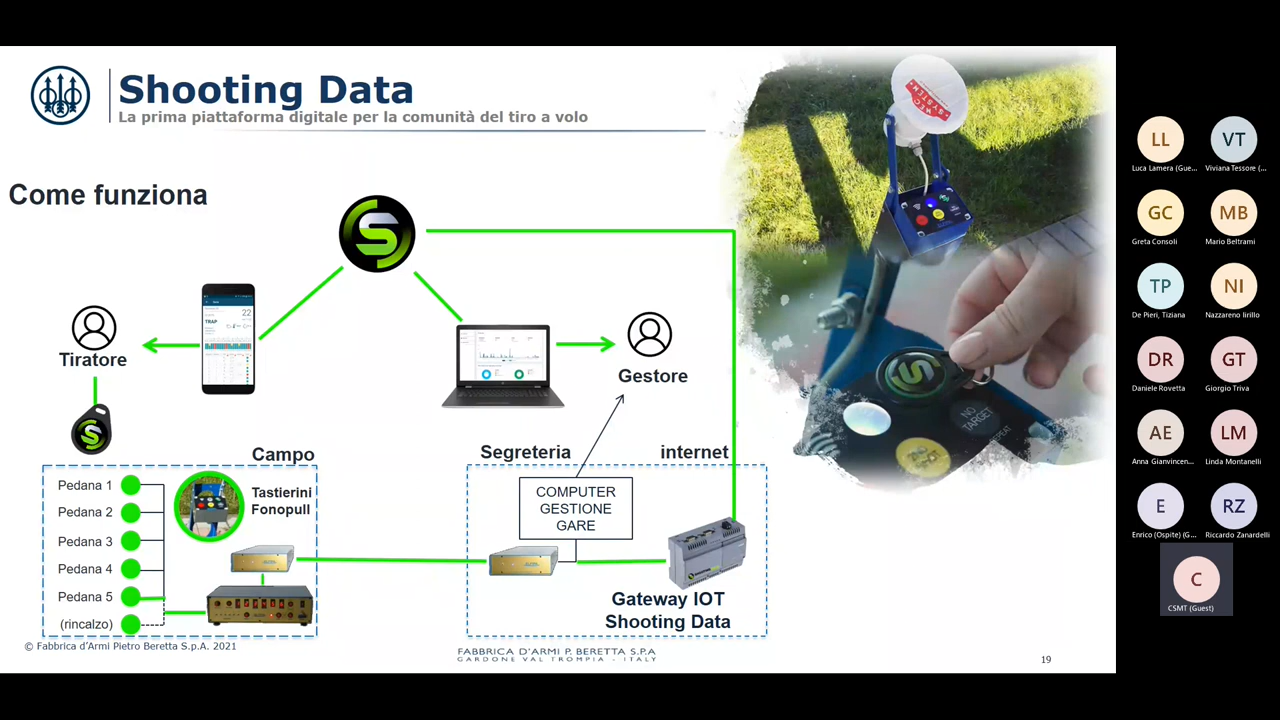 Shooting Data
La prima piattaforma digitale per la comunità del tiro a volo
Come funziona
Tiratore
22
TRAP
Gestore
Campo
Segreteria
internet
Pedana 1
Pedana 2
Pedana 3
Pedana 4
Pedana 5
(rincalzo)
Tastierini
Fonopull
COMPUTER
GESTIONE
GARE
Gateway IOT
Shooting Data
SYSTEM
NO
TARGET
REPEAT
© Fabbrica d'Armi Pietro Beretta S.p.A. 2021
FABBRICA D'ARMI P. BERETTA S.P.A
GARDONE VAL TROMPIA - ITALY
19
LL
Luca Lamera (Gue...
VT
Viviana Tessore (...
GC
Greta Consoli
MB
Mario Beltrami
TP
De Pieri, Tiziana
NI
Nazzareno Iirillo
DR
Daniele Rovetta
GT
Giorgio Triva
AE
Anna Gianvincen...
LM
Linda Montanelli
E
Enrico (Ospite) (G...
RZ
Riccardo Zanardelli
C
CSMT (Guest)